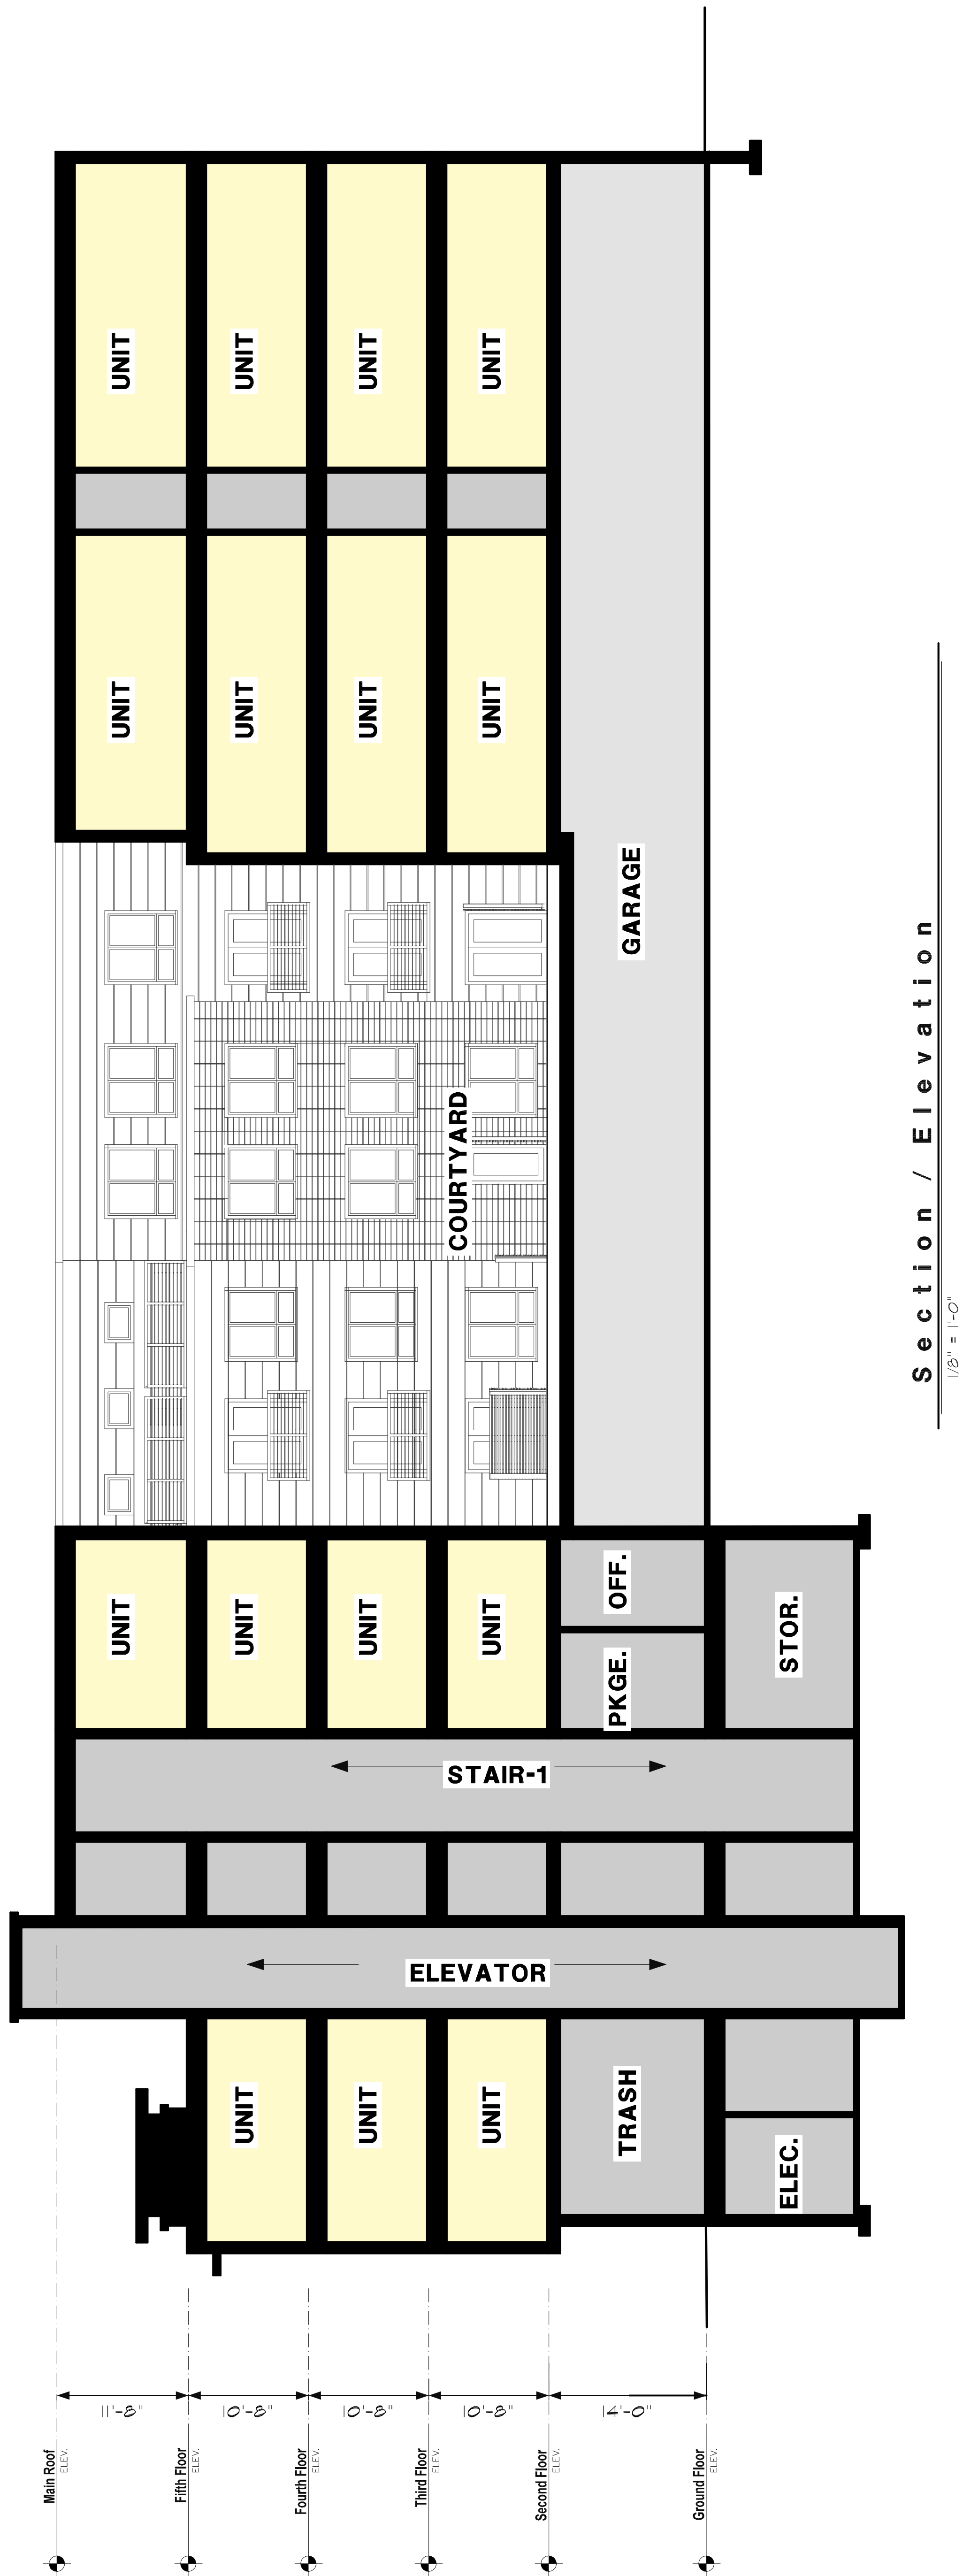 Main Roof
ELEV.
11'-8"
UNIT
UNIT
UNIT
Fifth Floor
ELEV.
10'-8"
UNIT
UNIT
UNIT
UNIT
Fourth Floor
ELEV.
10'-8"
UNIT
UNIT
UNIT
UNIT
Third Floor
ELEV.
10'-8"
UNIT
ELEVATOR
STAIR-1
UNIT
COURTYARD
UNIT
UNIT
Second Floor
ELEV.
14'-0"
TRASH
PKGE.
OFF.
GARAGE
Ground Floor
ELEV.
ELEC.
STOR.
Section / Elevation
1/8" = 1'-0"